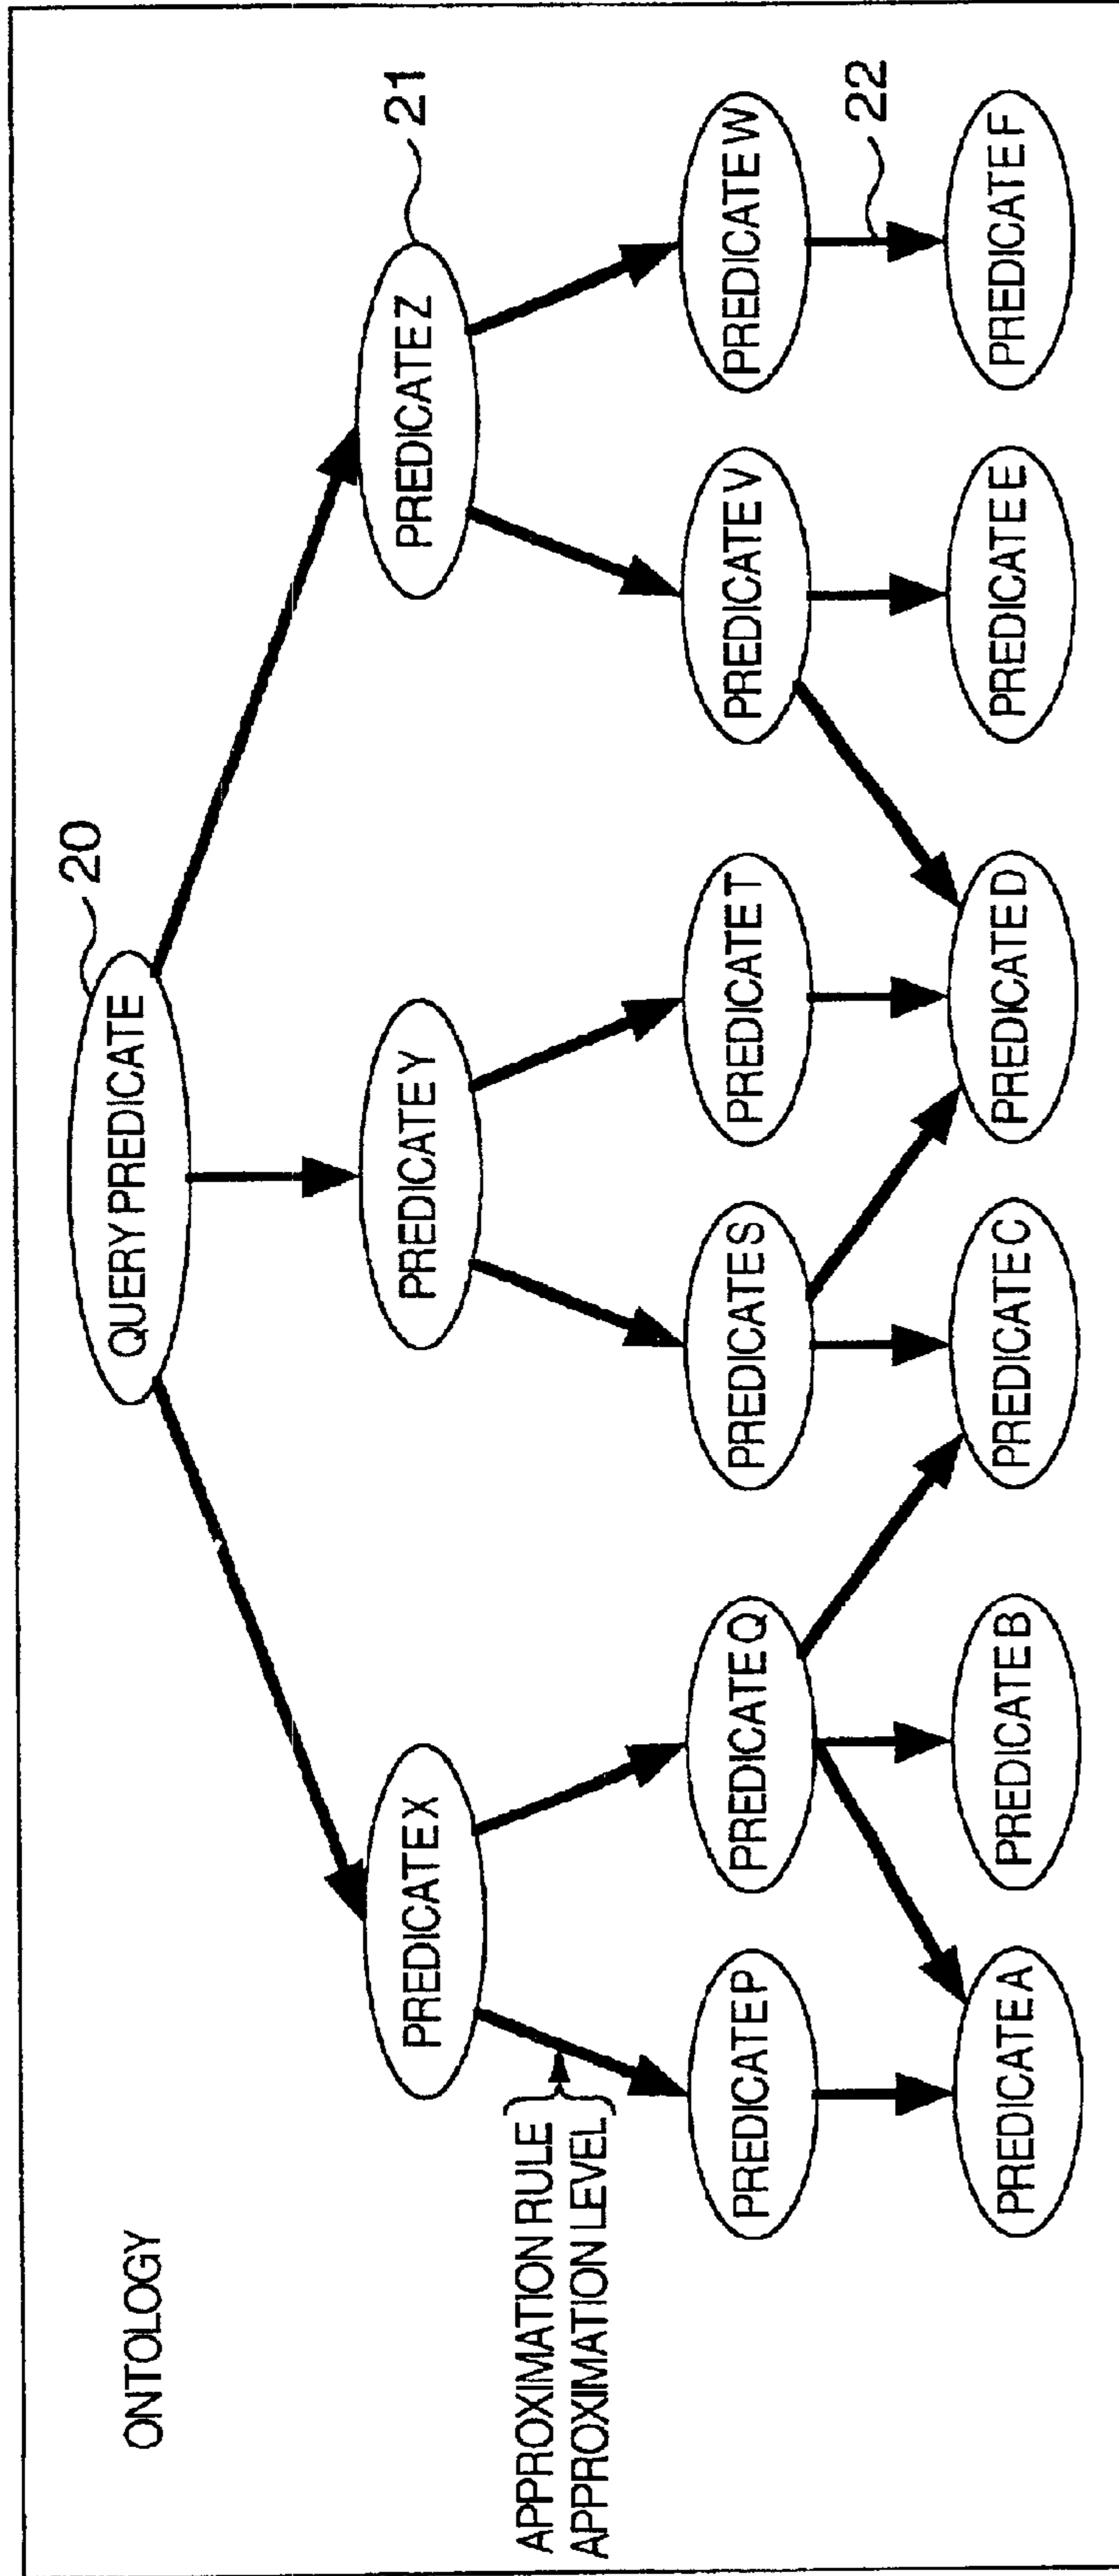 ONTOLOGY
QUERY PREDICATE
20
PREDICATE X
PREDICATE Y
PREDICATE Z
21
APPROXIMATION RULE
APPROXIMATION LEVEL
PREDICATE P
PREDICATE Q
PREDICATE S
PREDICATE T
PREDICATE V
PREDICATE W
22
PREDICATE A
PREDICATE B
PREDICATE C
PREDICATE D
PREDICATE E
PREDICATE F